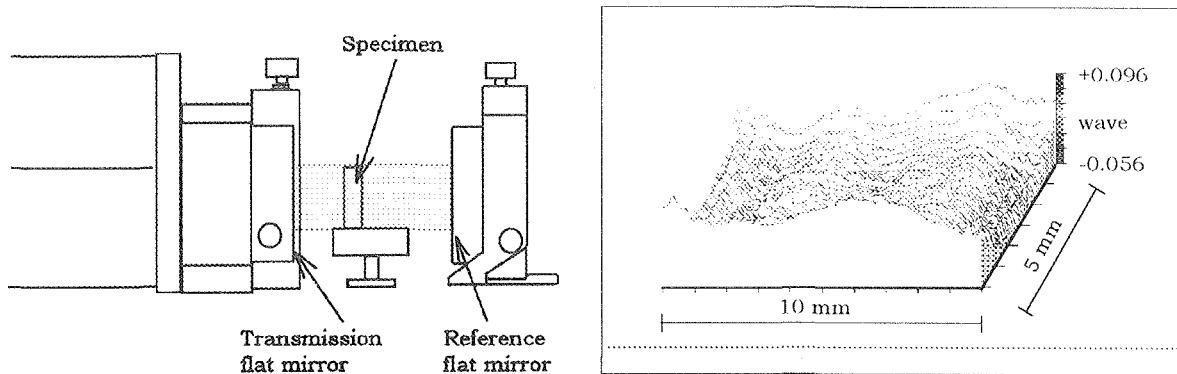 Specimen
Transmission
flat mirror
Reference
flat mirror
+0.096
wave
-0.056
5 mm
10 mm